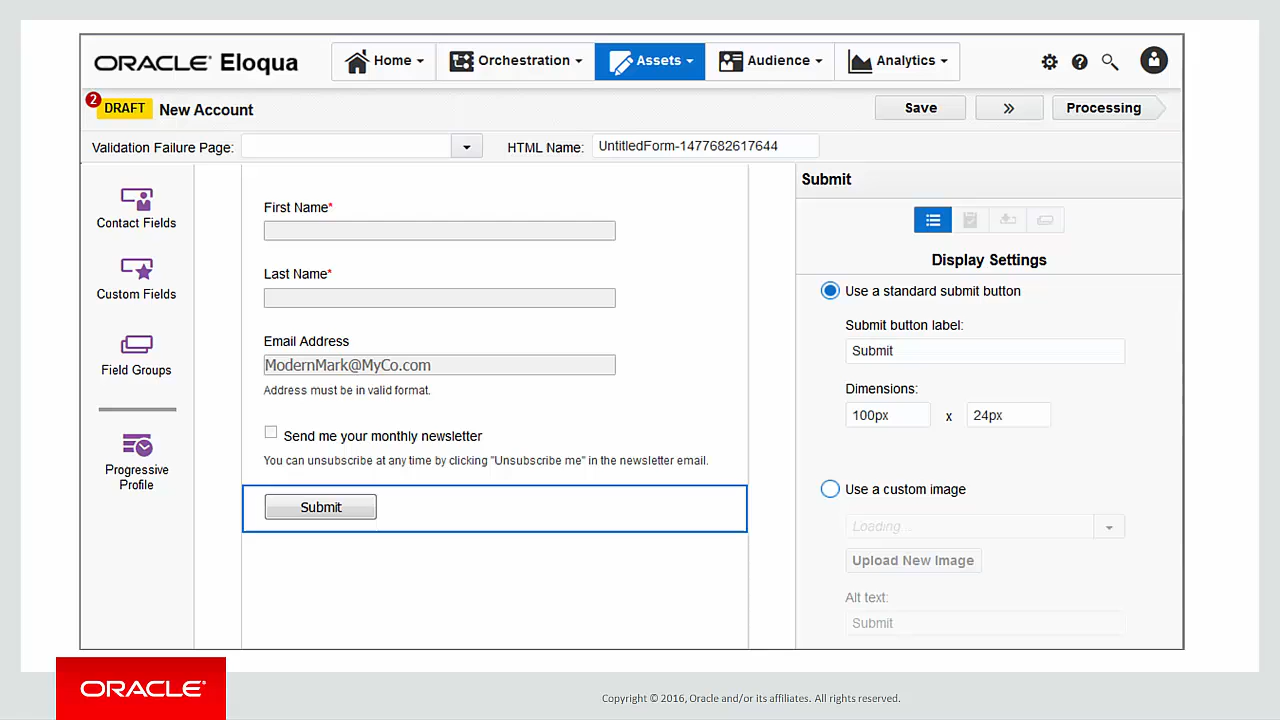 ORACLE Eloqua
Home
Orchestration
Assets
Audience
Analytics
2
DRAFT
New Account
Save
»
Processing
Validation Failure Page:
HTML Name:
UntitledForm-1477682617644
Contact Fields
Custom Fields
Field Groups
Progressive
Profile
First Name*
Last Name*
Email Address
ModernMark@MyCo.com
Address must be in valid format.
Send me your monthly newsletter
You can unsubscribe at any time by clicking "Unsubscribe me" in the newsletter email.
Submit
Submit
Display Settings
Use a standard submit button
Submit button label:
Submit
Dimensions:
100px x 24px
Use a custom image
Loading...
Upload New Image
Alt text:
Submit
ORACLE
Copyright © 2016, Oracle and/or its affiliates. All rights reserved.